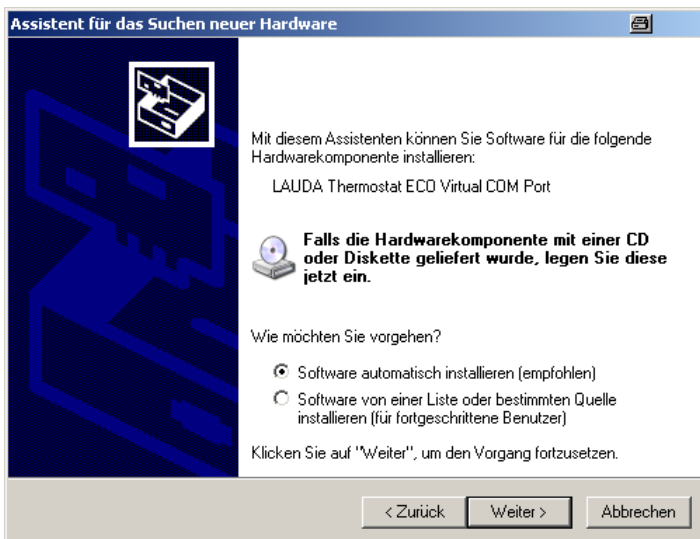 Assistent für das Suchen neuer Hardware
Mit diesem Assistenten können Sie Software für die folgende
Hardwarekomponente installieren:
LAUDA Thermostat ECO Virtual COM Port
Falls die Hardwarekomponente mit einer CD
oder Diskette geliefert wurde, legen Sie diese
jetzt ein.
Wie möchten Sie vorgehen?
Software automatisch installieren (empfohlen)
Software von einer Liste oder bestimmten Quelle
installieren (für fortgeschrittene Benutzer)
Klicken Sie auf "Weiter", um den Vorgang fortzusetzen.
< Zurück Weiter > Abbrechen